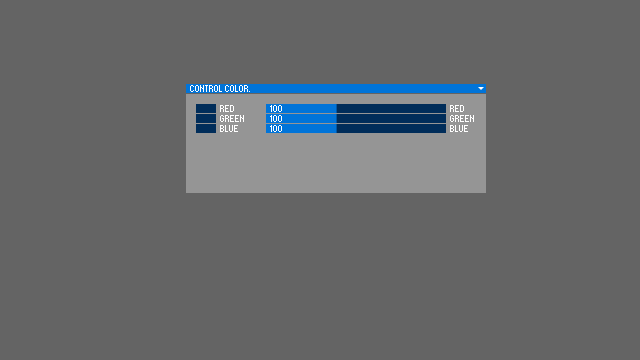 CONTROL COLOR.
RED 100 RED
GREEN 100 GREEN
BLUE 100 BLUE